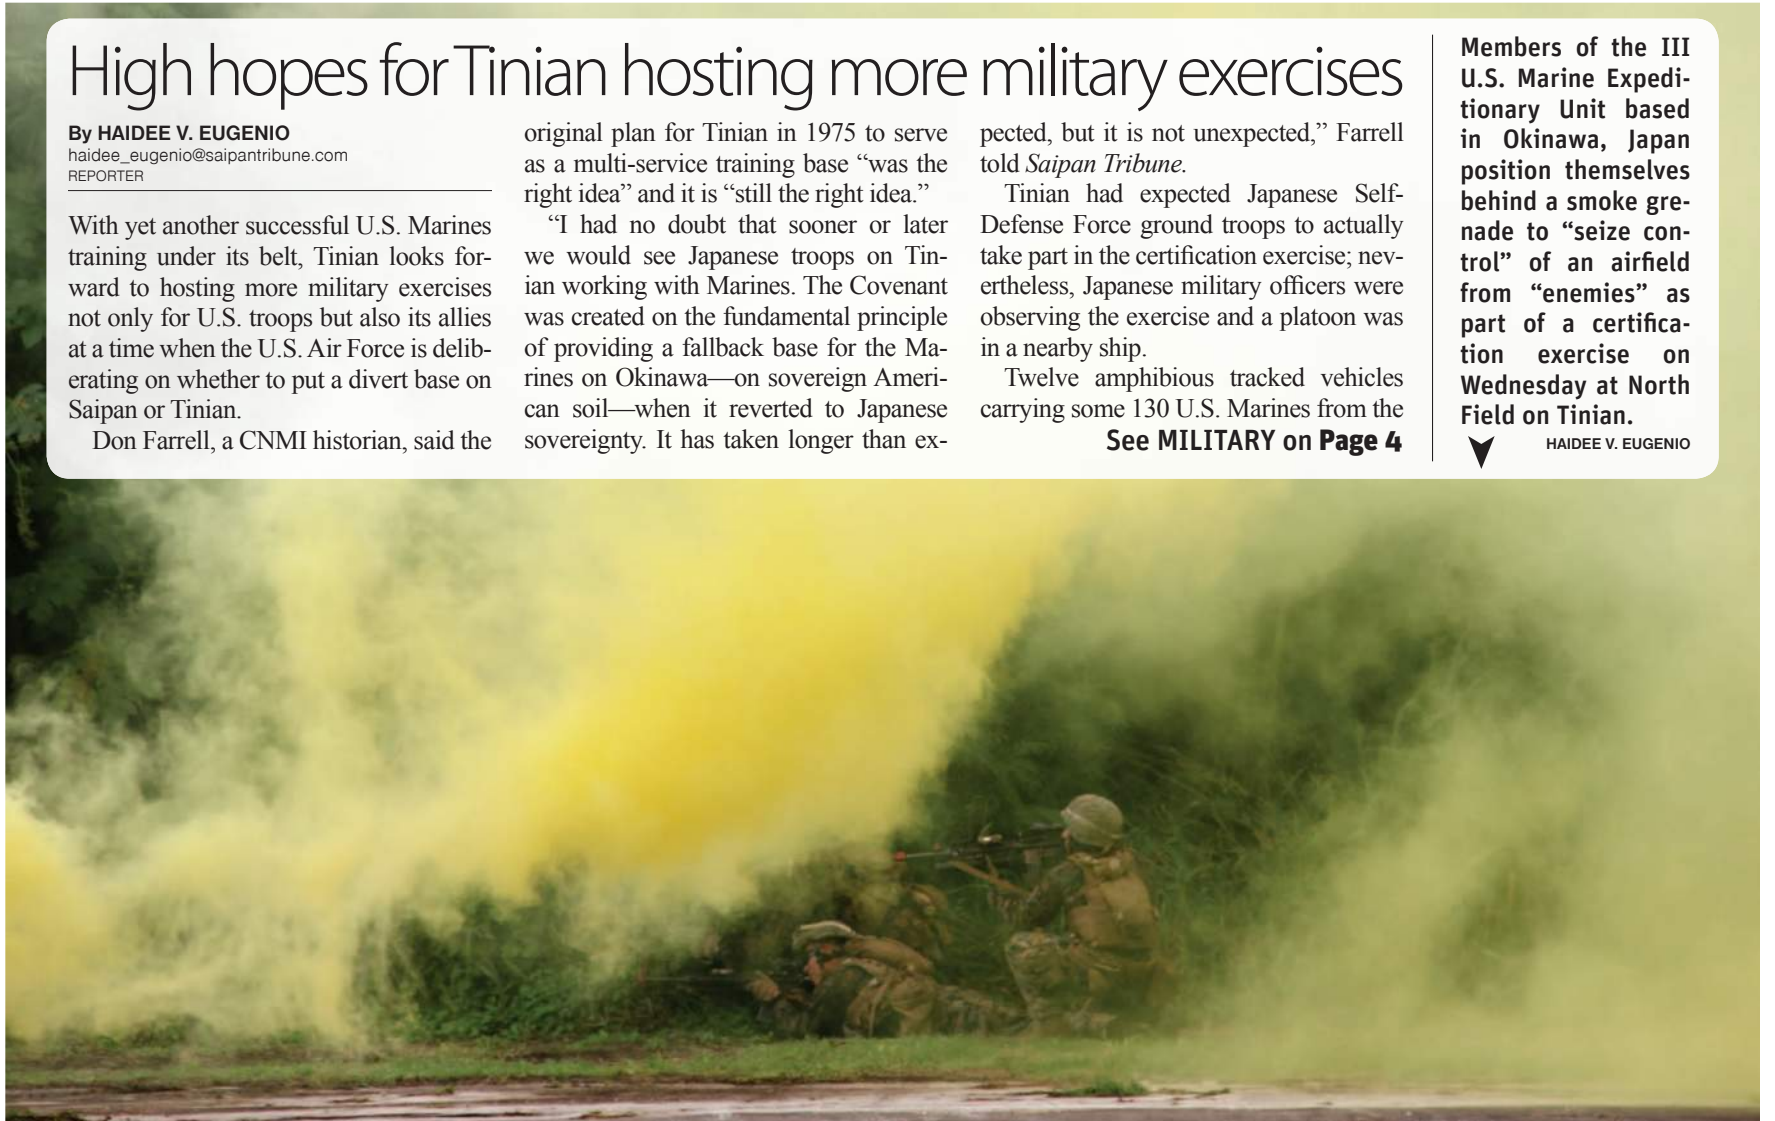 High hopes for Tinian hosting more military exercises
By HAIDEE V. EUGENIO
haidee_eugenio@saipantribune.com
REPORTER
With yet another successful U.S. Marines
training under its belt, Tinian looks for-
ward to hosting more military exercises
not only for U.S. troops but also its allies
at a time when the U.S. Air Force is delib-
erating on whether to put a divert base on
Saipan or Tinian.
Don Farrell, a CNMI historian, said the
original plan for Tinian in 1975 to serve
as a multi-service training base “was the
right idea” and it is “still the right idea.”
“I had no doubt that sooner or later
we would see Japanese troops on Tin-
ian working with Marines. The Covenant
was created on the fundamental principle
of providing a fallback base for the Ma-
rines on Okinawa—on sovereign Ameri-
can soil—when it reverted to Japanese
sovereignty. It has taken longer than ex-
pected, but it is not unexpected,” Farrell
told Saipan Tribune.
Tinian had expected Japanese Self-
Defense Force ground troops to actually
take part in the certification exercise; nev-
ertheless, Japanese military officers were
observing the exercise and a platoon was
in a nearby ship.
Twelve amphibious tracked vehicles
carrying some 130 U.S. Marines from the
See MILITARY on Page 4
Members of the III
U.S. Marine Expedi-
tionary Unit based
in Okinawa, Japan
position themselves
behind a smoke gre-
nade to “seize con-
trol” of an airfield
from “enemies” as
part of a certifica-
tion exercise on
Wednesday at North
Field on Tinian.
HAIDEE V. EUGENIO